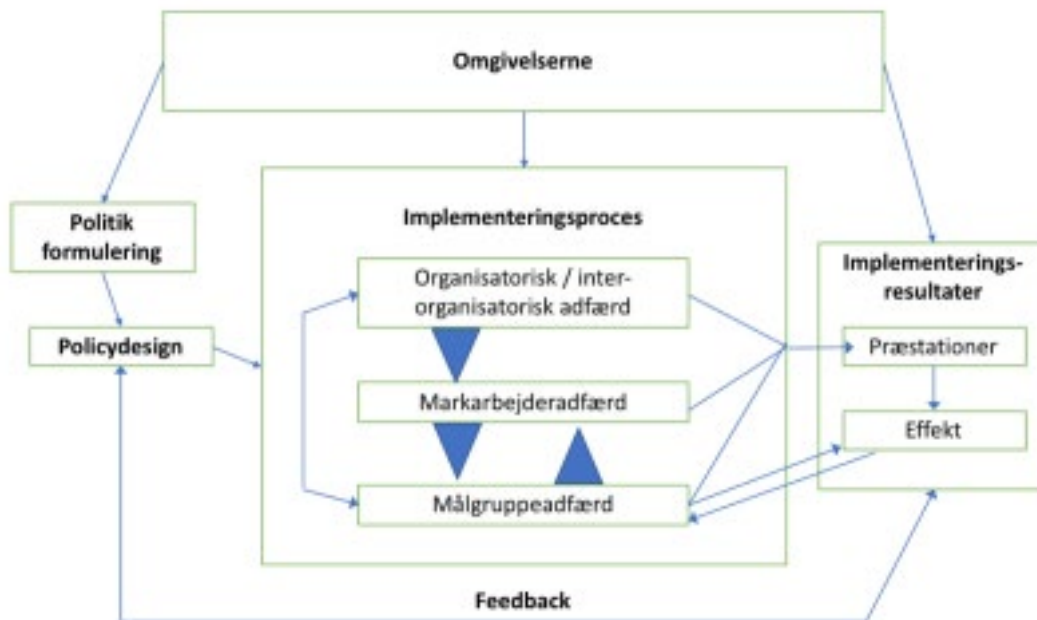 Omgivelserne
Politik
formulering
Policydesign
Implementeringsproces
Organisatorisk / inter-
organisatorisk adfærd
Markarbejderadfærd
Målgruppeadfærd
Implementerings-
resultater
Præstationer
Effekt
Feedback